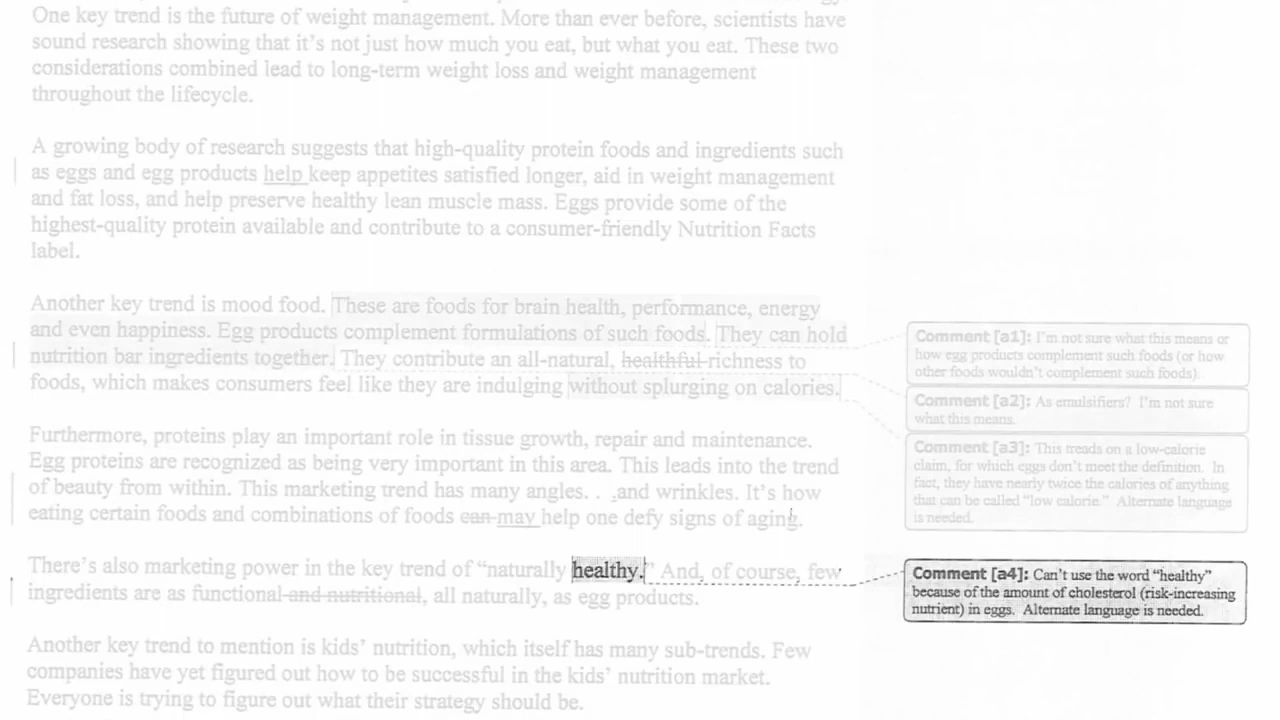 One key trend is the future of weight management. More than ever before, scientists have
sound research showing that it's not just how much you eat, but what you eat. These two
considerations combined lead to long-term weight loss and weight management
throughout the lifecycle.
A growing body of research suggests that high-quality protein foods and ingredients such
as eggs and egg products help keep appetites satisfied longer, aid in weight management
and fat loss, and help preserve healthy lean muscle mass. Eggs provide some of the
highest-quality protein available and contribute to a consumer-friendly Nutrition Facts
label.
Another key trend is mood food. These are foods for brain health, performance, energy
and even happiness. Egg products complement formulations of such foods. They can hold
nutrition bar ingredients together. They contribute an all-natural, healthful richness to
foods, which makes consumers feel like they are indulging without splurging on calories.
Comment [a1]: I'm not sure what this means or
how egg products complement such foods (or how
other foods wouldn't complement such foods).
Comment [a2]: As emulsifiers? I'm not sure
what this means.
Comment [a3]: This treads on a low-calorie
claim, for which eggs don't meet the definition. In
fact, they have nearly twice the calories of anything
that can be called "low calorie." Alternate language
is needed.
Furthermore, proteins play an important role in tissue growth, repair and maintenance.
Egg proteins are recognized as being very important in this area. This leads into the trend
of beauty from within. This marketing trend has many angles. . .and wrinkles. It's how
eating certain foods and combinations of foods can may help one defy signs of aging.
There's also marketing power in the key trend of "naturally healthy." And, of course, few
ingredients are as functional and nutritional, all naturally, as egg products.
Comment [a4]: Can't use the word "healthy"
because of the amount of cholesterol (risk-increasing
nutrient) in eggs. Alternate language is needed.
Another key trend to mention is kids' nutrition, which itself has many sub-trends. Few
companies have yet figured out how to be successful in the kids' nutrition market.
Everyone is trying to figure out what their strategy should be.